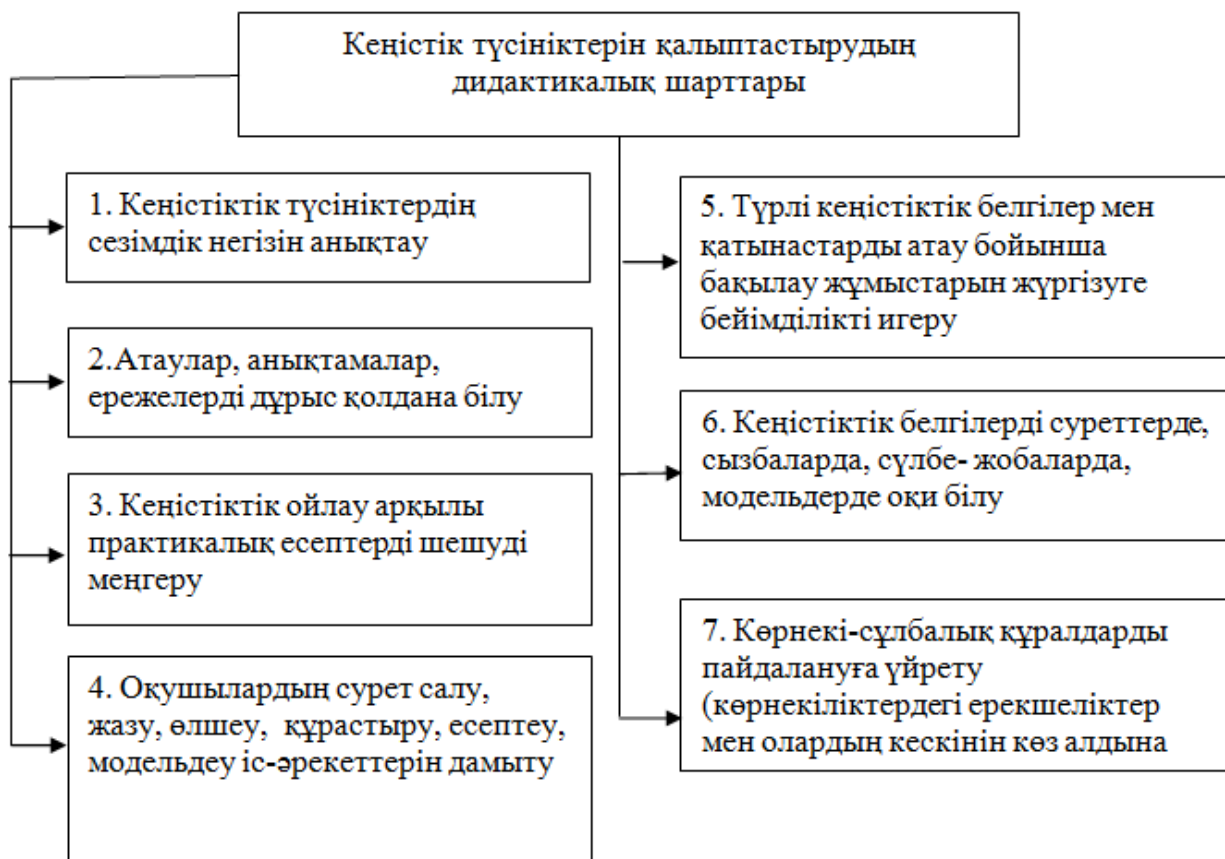 Кеңістік түсініктерін қалыптастырудың
дидактикалық шарттары
1. Кеңістіктік түсініктердің
сезімдік негізін анықтау
2.Атаулар, анықтамалар,
ережелерді дұрыс қолдана білу
3. Кеңістіктік ойлау арқылы
практикалық есептерді шешуді
меңгеру
4. Оқушылардың сурет салу,
жазу, өлшеу, құрастыру, есептеу,
модельдеу іс-әрекеттерін дамыту
5. Түрлі кеңістіктік белгілер мен
қатынастарды атау бойынша
бақылау жұмыстарын жүргізуге
бейімділікті игеру
6. Кеңістіктік белгілерді суреттерде,
сызбаларда, сүлбе- жобаларда,
модельдерде оқи білу
7. Көрнекі-сұлбалық құралдарды
пайдалануға үйрету
(көрнекіліктердегі ерекшеліктер
мен олардың кескінін көз алдына